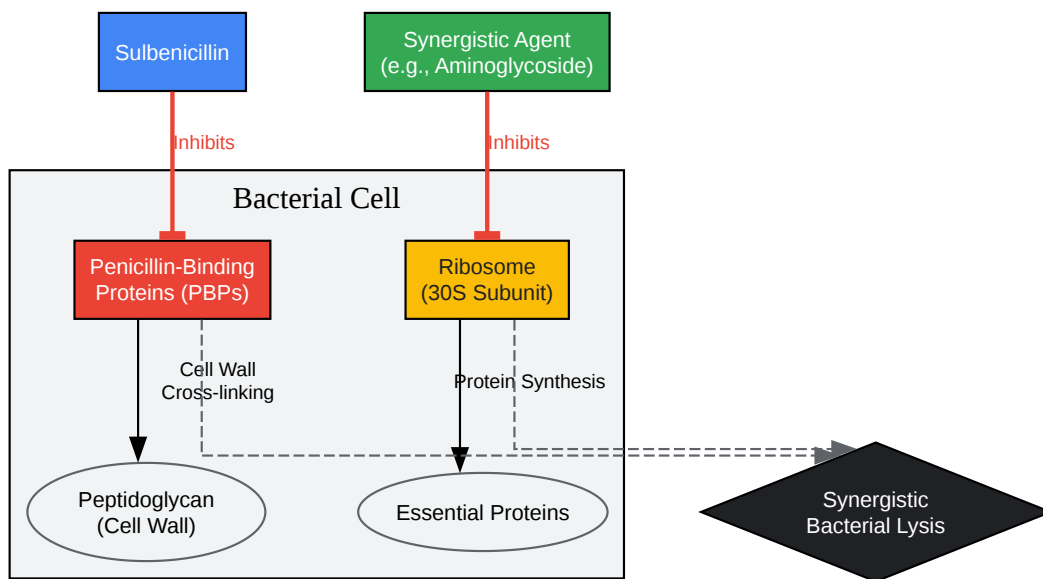 Sulbenicillin
Synergistic Agent
(e.g., Aminoglycoside)
Inhibits
Inhibits
Bacterial Cell
Penicillin-Binding
Proteins (PBPs)
Ribosome
(30S Subunit)
Cell Wall
Cross-linking
Protein Synthesis
Peptidoglycan
(Cell Wall)
Essential Proteins
Synergistic
Bacterial Lysis